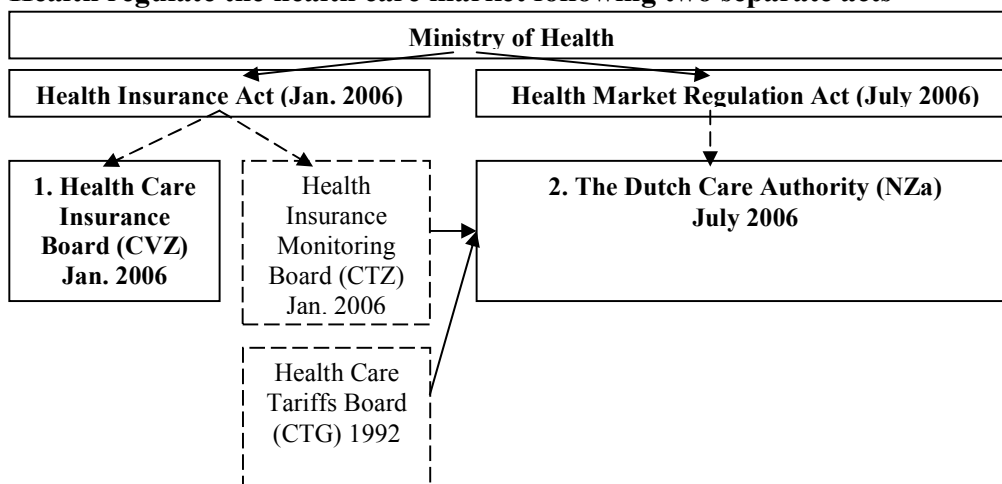 Health regulate the health care market following two separate acts
Ministry of Health
Health Insurance Act (Jan. 2006)
Health Market Regulation Act (July 2006)
1. Health Care
Insurance
Board (CVZ)
Jan. 2006
Health
Insurance
Monitoring
Board (CTZ)
Jan. 2006
2. The Dutch Care Authority (NZa)
July 2006
Health Care
Tariffs Board
(CTG) 1992